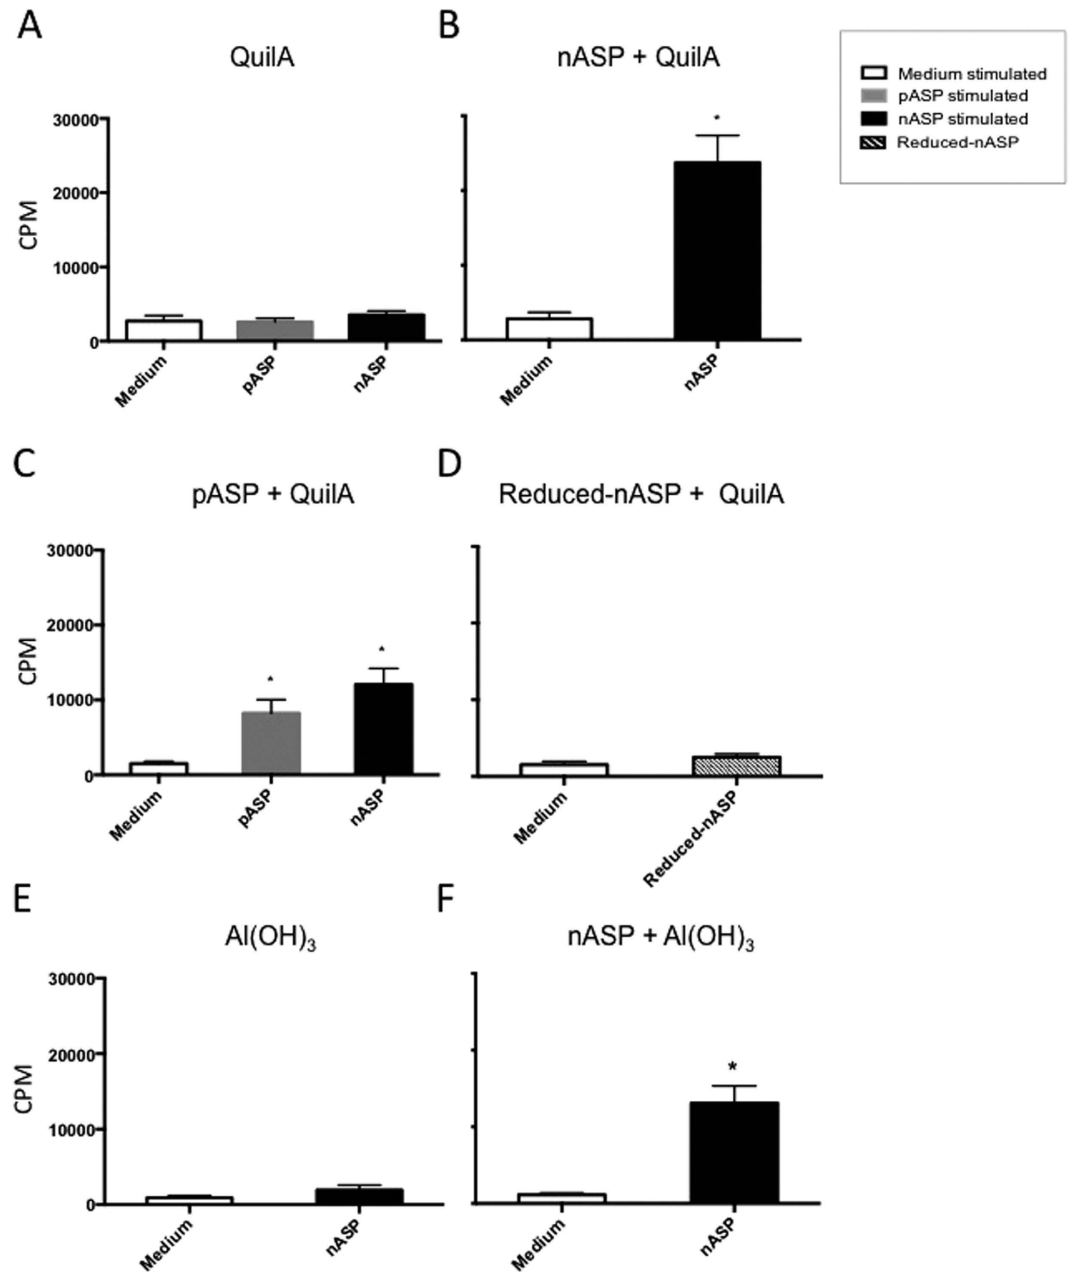 A
QuilA
B
nASP + QuilA
Medium stimulated
pASP stimulated
nASP stimulated
Reduced-nASP
CPM
30000
20000
10000
0
Medium
pASP
nASP
*
Medium
nASP
C
pASP + QuilA
D
Reduced-nASP + QuilA
CPM
30000
20000
10000
0
*
*
Medium
pASP
nASP
Medium
Reduced-nASP
E
Al(OH)₃
F
nASP + Al(OH)₃
CPM
30000
20000
10000
0
Medium
nASP
*
Medium
nASP